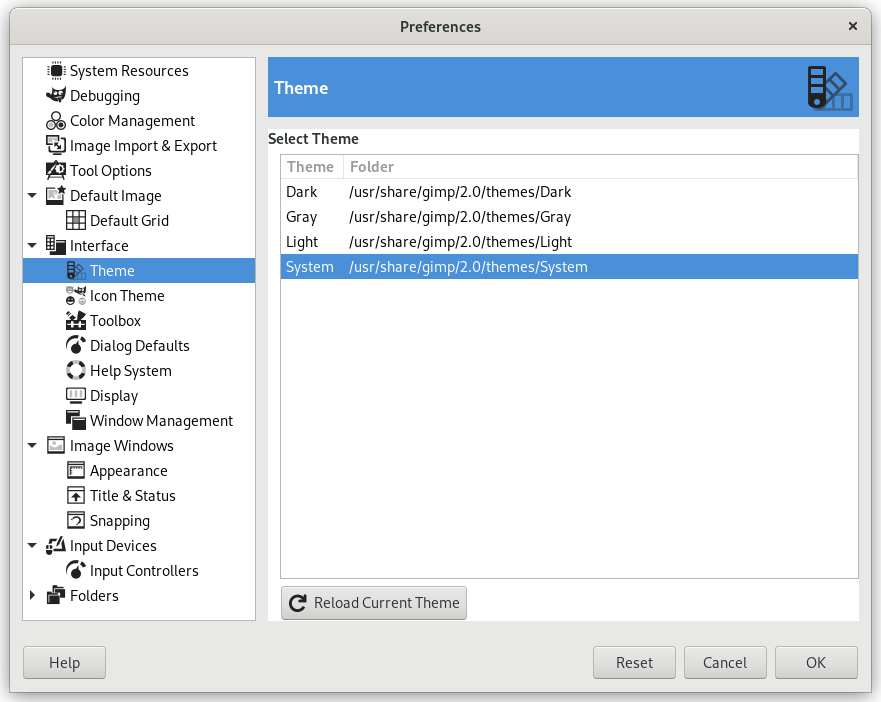 Preferences
System Resources
Debugging
Color Management
Image Import & Export
Tool Options
Default Image
Default Grid
Interface
Theme
Icon Theme
Toolbox
Dialog Defaults
Help System
Display
Window Management
Image Windows
Appearance
Title & Status
Snapping
Input Devices
Input Controllers
Folders
Theme
Select Theme
Theme Folder
Dark /usr/share/gimp/2.0/themes/Dark
Gray /usr/share/gimp/2.0/themes/Gray
Light /usr/share/gimp/2.0/themes/Light
System /usr/share/gimp/2.0/themes/System
Reload Current Theme
Help Reset Cancel OK